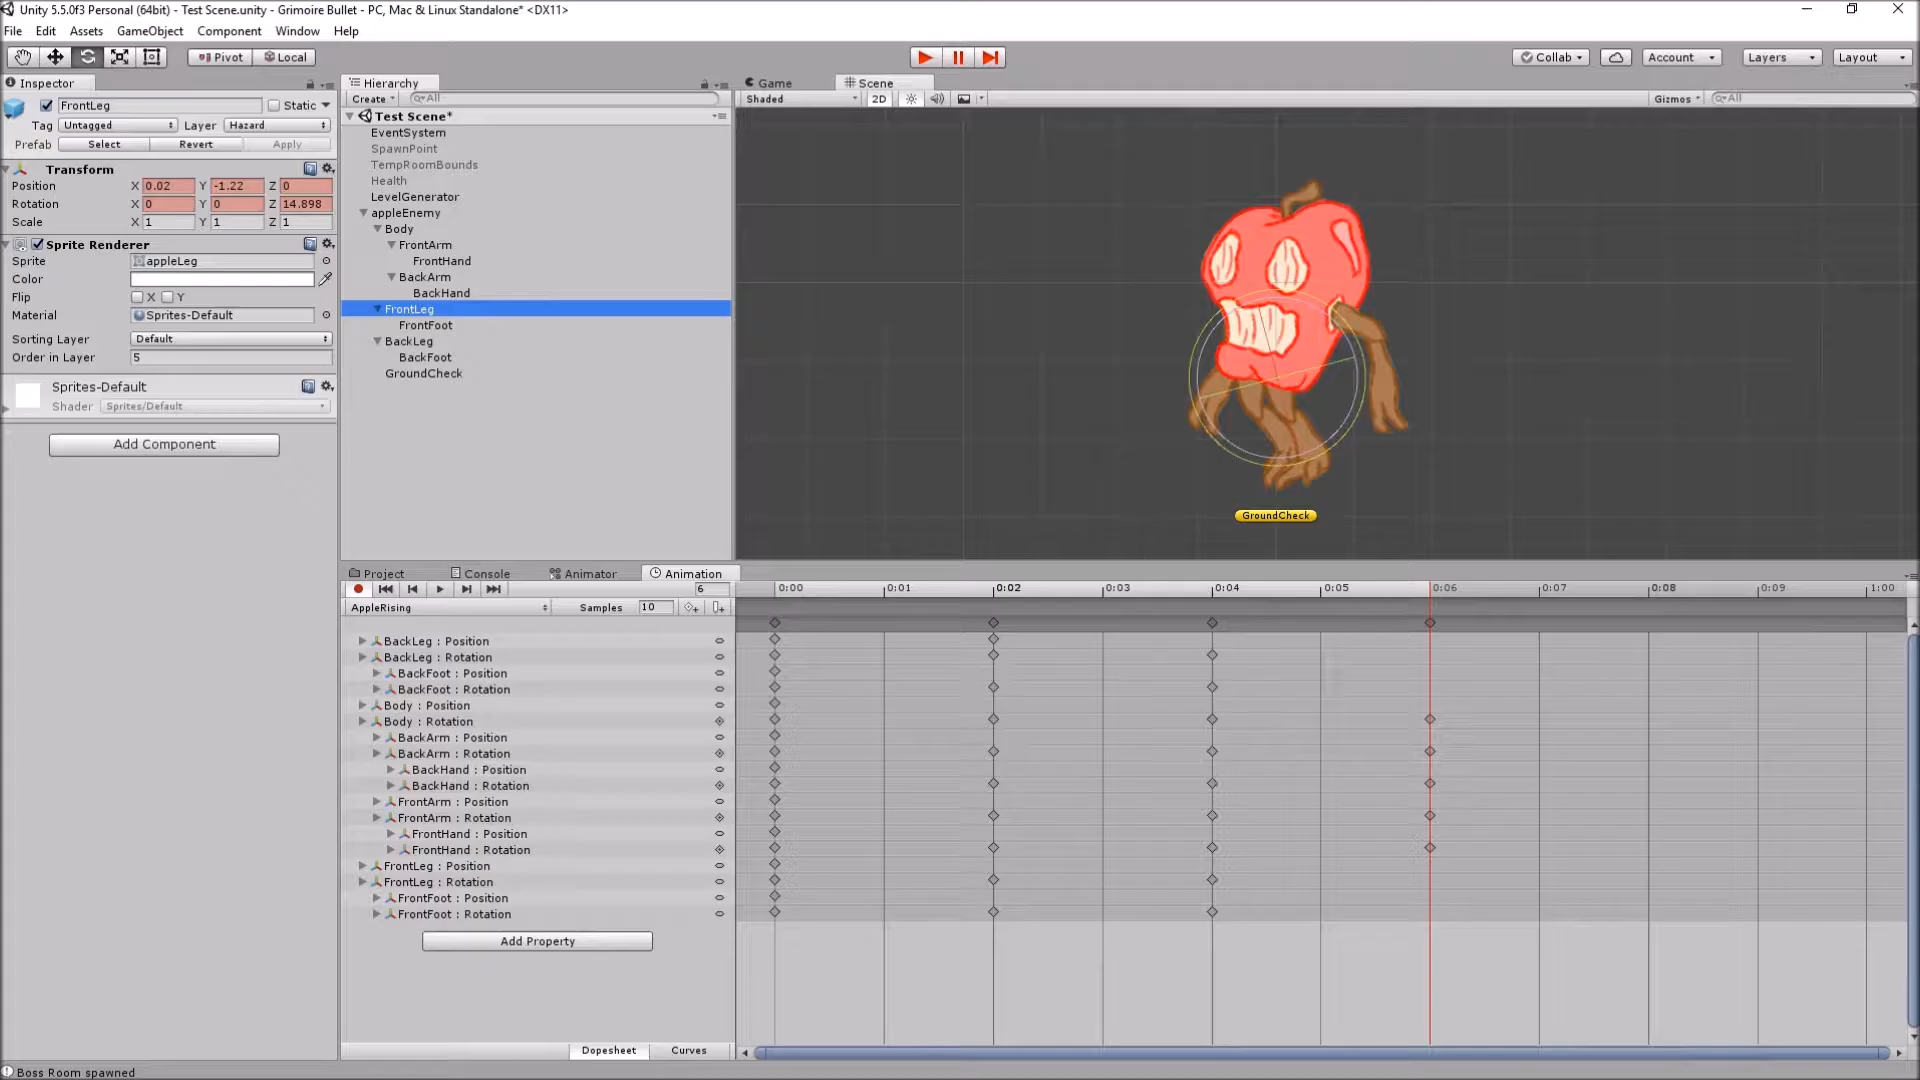 Unity 5.5.0f3 Personal (64bit) - Test Scene.unity - Grimoire Bullet - PC, Mac & Linux Standalone* <DX11>
File Edit Assets GameObject Component Window Help
Pivot Local Collab Account Layers Layout
Inspector
FrontLeg Static
Tag Untagged Layer Hazard
Prefab Select Revert Apply
Transform
Position X 0.02 Y -1.22 Z 0
Rotation X 0 Y 0 Z 14.898
Scale X 1 Y 1 Z 1
Sprite Renderer
Sprite appleLeg
Color
Flip X Y
Material Sprites-Default
Sorting Layer Default
Order in Layer 5
Sprites-Default
Shader Sprites/Default
Add Component
Hierarchy
Create All
Test Scene*
EventSystem
SpawnPoint
TempRoomBounds
Health
LevelGenerator
appleEnemy
Body
FrontArm
FrontHand
BackArm
BackHand
FrontLeg
FrontFoot
BackLeg
BackFoot
GroundCheck
Game Scene
Shaded 2D Gizmos All
GroundCheck
Project Console Animator Animation
6 0:00 0:01 0:02 0:03 0:04 0:05 0:06 0:07 0:08 0:09 1:00
AppleRising Samples 10
BackLeg : Position
BackLeg : Rotation
BackFoot : Position
BackFoot : Rotation
Body : Position
Body : Rotation
BackArm : Position
BackArm : Rotation
BackHand : Position
BackHand : Rotation
FrontArm : Position
FrontArm : Rotation
FrontHand : Position
FrontHand : Rotation
FrontLeg : Position
FrontLeg : Rotation
FrontFoot : Position
FrontFoot : Rotation
Add Property
Dopesheet Curves
Boss Room spawned